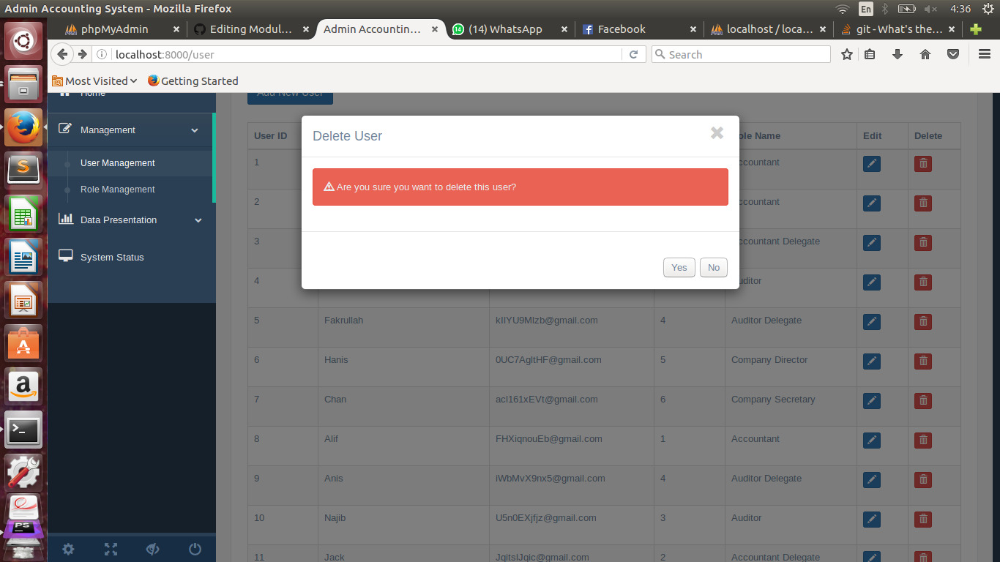 Admin Accounting System - Mozilla Firefox
En
4:36
phpMyAdmin
Editing Modul...
Admin Accountin...
14
(14) WhatsApp
Facebook
localhost / loca...
git - What's the...
localhost:8000/user
Search
Most Visited
Getting Started
Home
Management
User Management
Role Management
Data Presentation
System Status
Add New User
Delete User
Are you sure you want to delete this user?
Yes No
User ID ole Name Edit Delete
1 ccountant
2 ccountant
3 ccountant Delegate
4 uditor
5 Fakrullah kIlYU9Mlzb@gmail.com 4 Auditor Delegate
6 Hanis 0UC7AgltHF@gmail.com 5 Company Director
7 Chan acl161xEVt@gmail.com 6 Company Secretary
8 Alif FHXiqnouEb@gmail.com 1 Accountant
9 Anis iWbMvX9nx5@gmail.com 4 Auditor Delegate
10 Najib U5n0EXjfjz@gmail.com 3 Auditor
11 Jack JqitslJqic@gmail.com 2 Accountant Delegate
PS